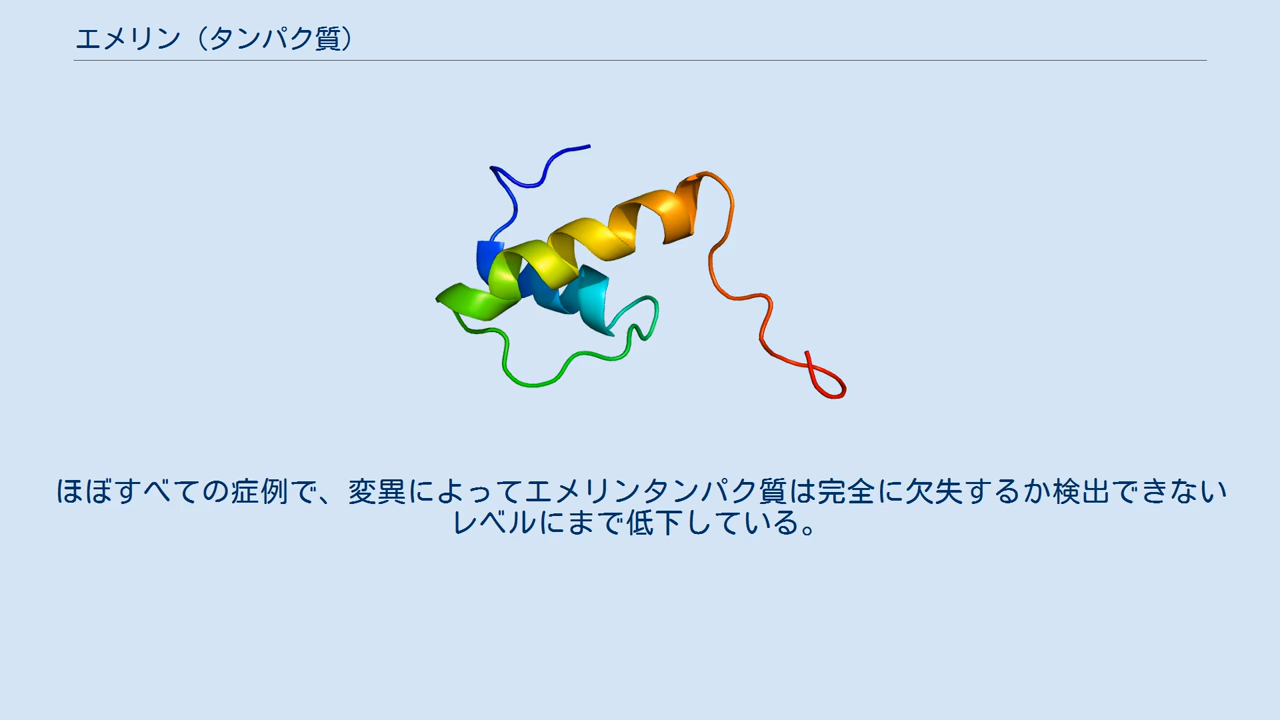 エメリン（タンパク質）
ほぼすべての症例で、変異によってエメリンタンパク質は完全に欠失するか検出できない
レベルにまで低下している。